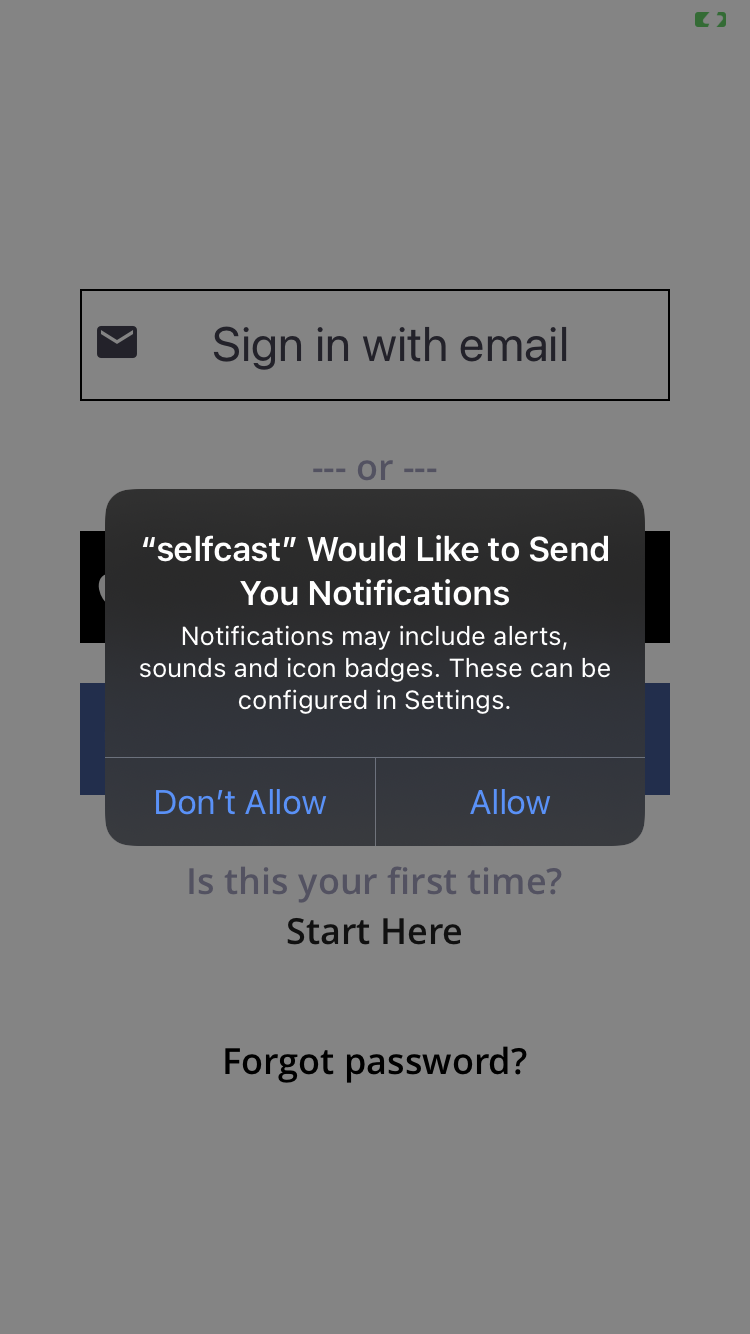 Sign in with email
--- or ---
“selfcast” Would Like to Send
You Notifications
Notifications may include alerts,
sounds and icon badges. These can be
configured in Settings.
Don’t Allow
Allow
Is this your first time?
Start Here
Forgot password?